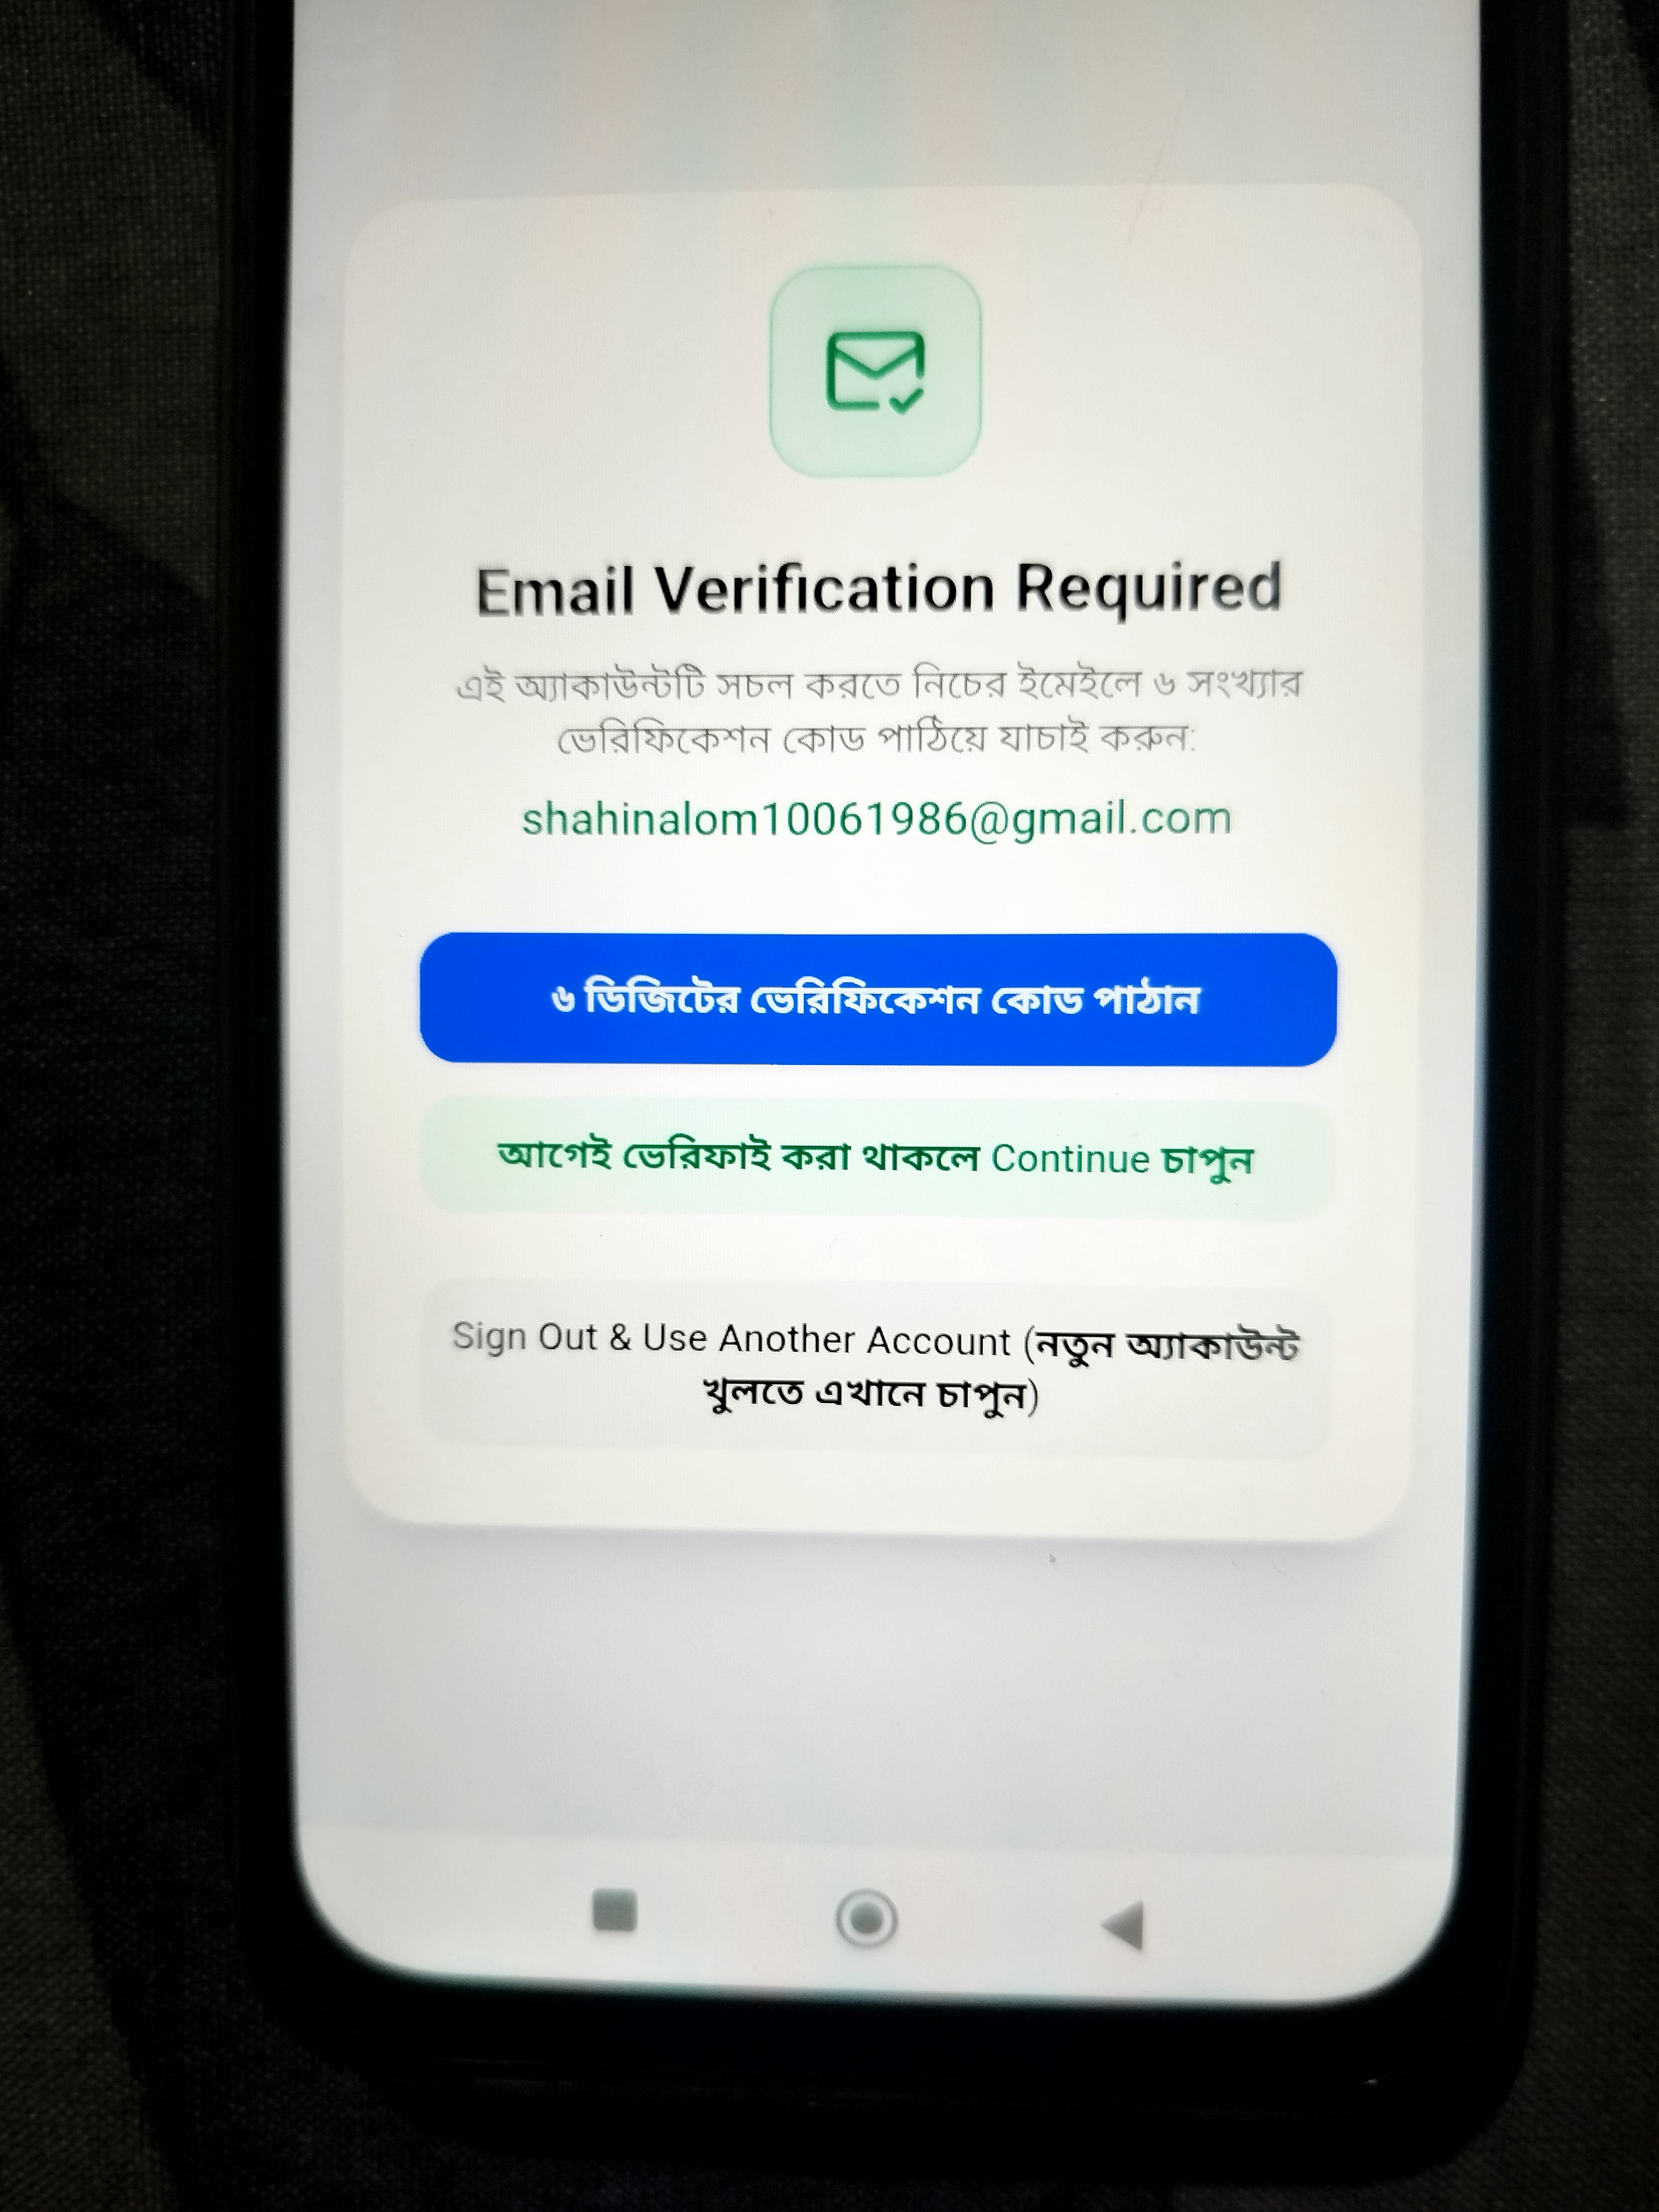 Email Verification Required
এই অ্যাকাউন্টটি সচল করতে নিচের ইমেইলে ৬ সংখ্যার
ভেরিফিকেশন কোড পাঠিয়ে যাচাই করুন:
shahinalom10061986@gmail.com
৬ ডিজিটের ভেরিফিকেশন কোড পাঠান
আগেই ভেরিফাই করা থাকলে Continue চাপুন
Sign Out & Use Another Account (নতুন অ্যাকাউন্ট
খুলতে এখানে চাপুন)